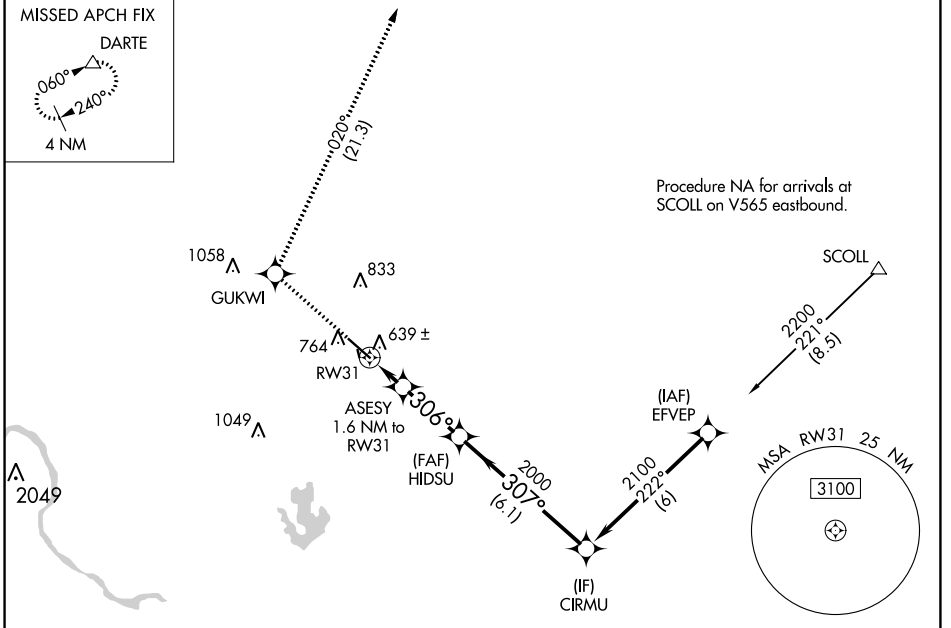 MISSED APCH FIX
DARTE
060°
240°
4 NM
020°
(21.3)
Procedure NA for arrivals at
SCOLL on V565 eastbound.
SCOLL
2200
221°
(8.5)
1058
GUKWI
833
764
639 ±
RW31
ASESY
1.6 NM to
RW31
306°
1049
(FAF)
HIDSU
2000
307°
(6.1)
(IAF)
EFVEP
2100
222°
(6)
(IF)
CIRMU
2049
MSA RW31 25 NM
3100